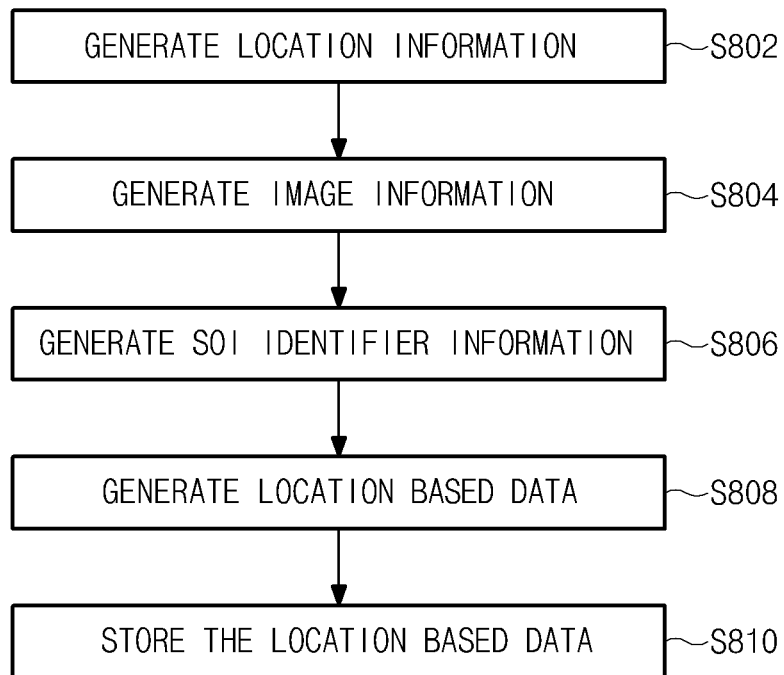 GENERATE LOCATION INFORMATION S802
GENERATE IMAGE INFORMATION S804
GENERATE SOI IDENTIFIER INFORMATION S806
GENERATE LOCATION BASED DATA S808
STORE THE LOCATION BASED DATA S810